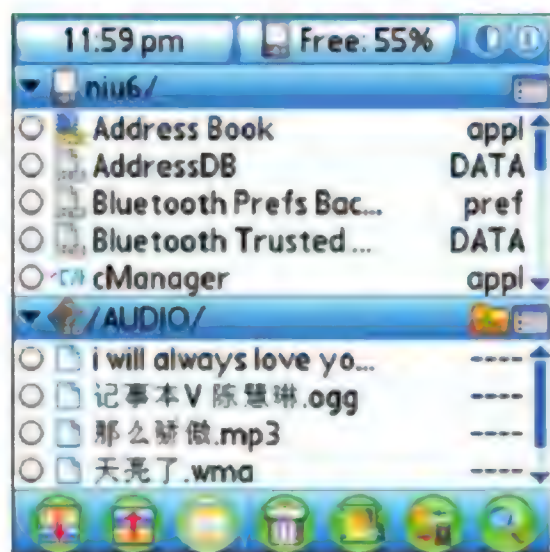 11:59 pm Free: 55%
niu6/
Address Book appl
AddressDB DATA
Bluetooth Prefs Bac... pref
Bluetooth Trusted ... DATA
cManager appl
/AUDIO/
i will always love yo... ----
记事本V 陈慧琳.ogg ----
那么骄傲.mp3 ----
天亮了.wma ----